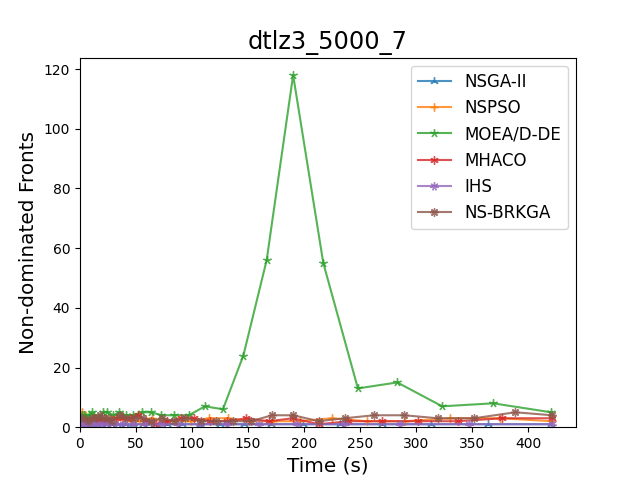 dtlz3_5000_7
120
100
80
60
40
20
0
Non-dominated Fronts
NSGA-II
NSPSO
MOEA/D-DE
MHACO
IHS
NS-BRKGA
0 50 100 150 200 250 300 350 400
Time (s)